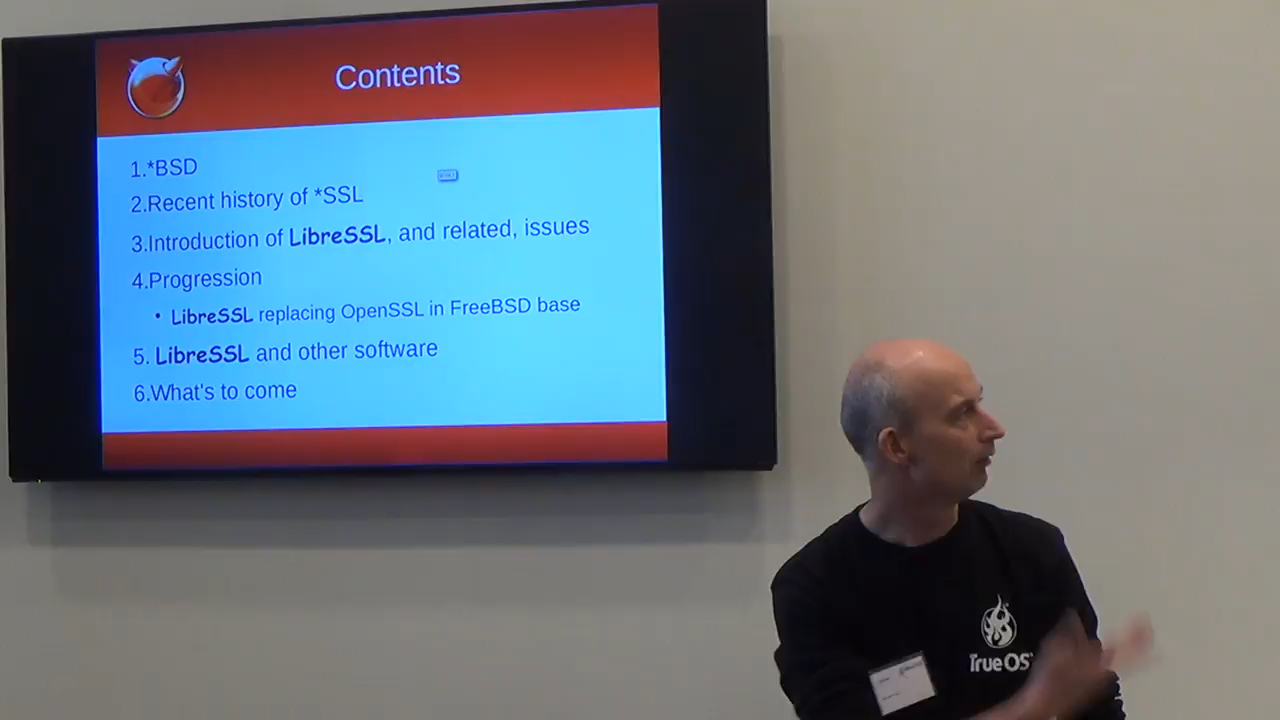 Contents
1.*BSD
2.Recent history of *SSL
3.Introduction of LibreSSL, and related, issues
4.Progression
• LibreSSL replacing OpenSSL in FreeBSD base
5. LibreSSL and other software
6.What's to come
TrueOS